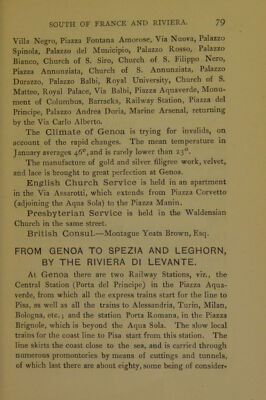 SOUTH OF FRANCE AND RIVIERA. 79
Villa Negro, Piazza Fontana Amorose, Via Nuova, Palazzo
Spinola, Palazzo del Municipio, Palazzo Rosso, Palazzo
Bianco, Church of S. Siro, Church of S. Filippo Nero,
Piazza Annunziata, Church of S. Annunziata, Palazzo
Durazzo, Palazzo Balbi, Royal University, Church of S.
Matteo, Royal Palace, Via Balbi, Piazza Aquaverde, Monu-
ment of Columbus, Barracks, Railway Station, Piazza del
Principe, Palazzo Andrea Doria, Marine Arsenal, returning
by the Via Carlo Alberto.
The Climate of Genoa is trying for invalids, on
account of the rapid changes. The mean temperature in
January averages 46°, and is rarely lower than 23°.
The manufacture of gold and silver filigree work, velvet,
and lace is brought to great perfection at Genoa.
English Church Service is held in an apartment
in the Via Assarotti, which extends from Piazza Corvetto
(adjoining the Aqua Sola) to the Piazza Manin.
Presbyterian Service is held in the Waldensian
Church in the same street.
British Consul.—Montague Yeats Brown, Esq.
FROM GENOA TO SPEZIA AND LEGHORN,
BY THE RIVIERA DI LEVANTE.
At Genoa there are two Railway Stations, viz., the
Central Station (Porta del Principe) in the Piazza Aqua-
verde, from which all the express trains start for the line to
Pisa, as well as all the trains to Alessandria, Turin, Milan,
Bologna, etc.; and the station Porta Romana, in the Piazza
Brignole, which is beyond the Aqua Sola. The slow local
trains for the coast line to Pisa start from this station. The
line skirts the coast close to the sea, and is carried through
numerous promontories by means of cuttings and tunnels,
of which last there are about eighty, some being of consider-